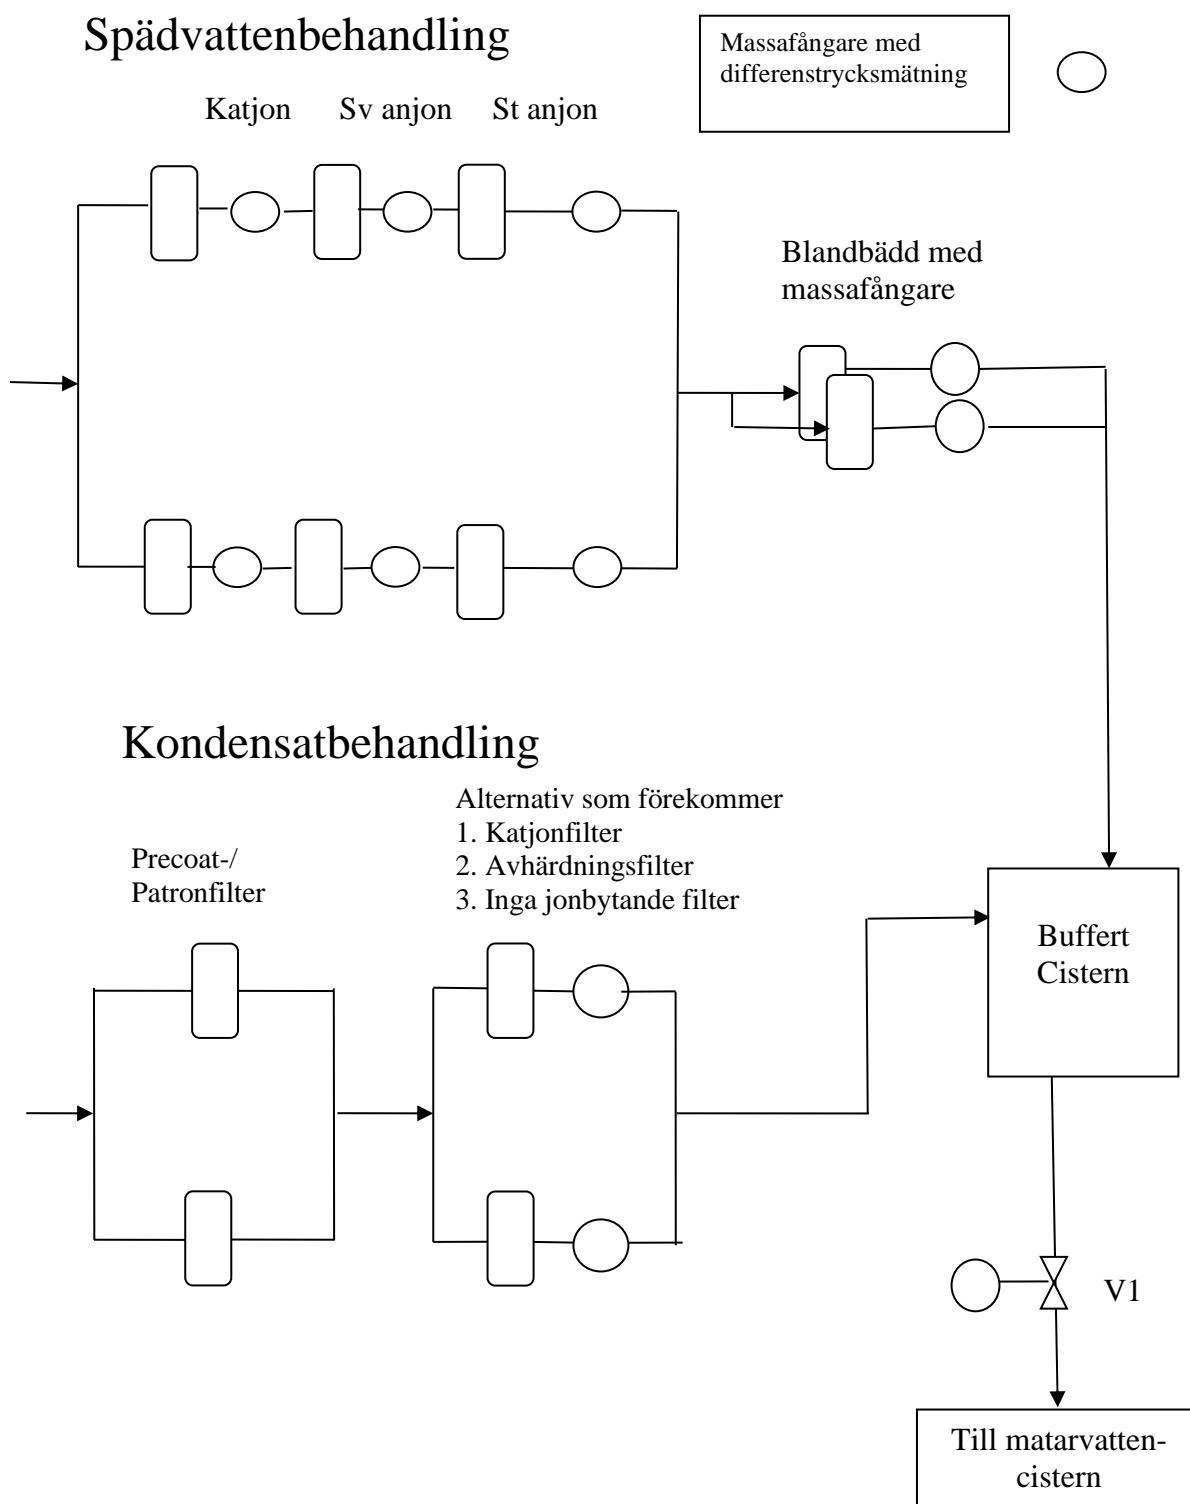 Spädvattenbehandling
Massafångare med
differenstrycksmätning
Katjon
Sv anjon
St anjon
Blandbädd med
massafångare
Kondensatbehandling
Alternativ som förekommer
1. Katjonfilter
2. Avhärdningsfilter
3. Inga jonbytande filter
Precoat-/
Patronfilter
Buffert
Cistern
V1
Till matarvatten-
cistern